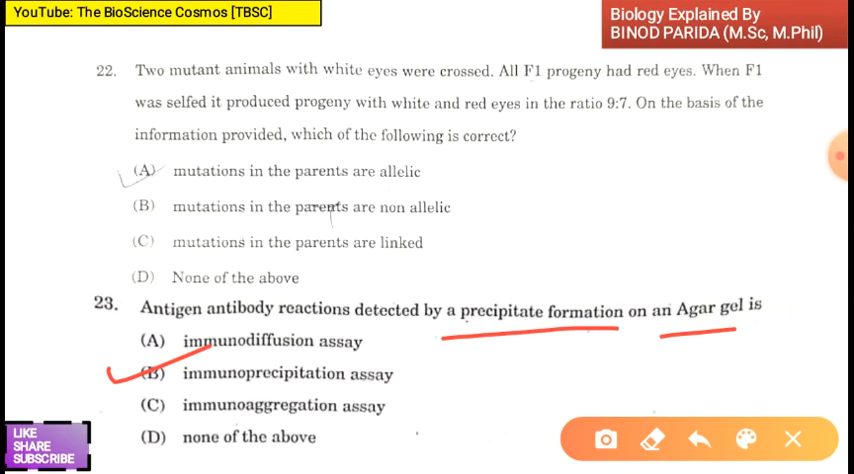 YouTube: The BioScience Cosmos [TBSC]
Biology Explained By
BINOD PARIDA (M.Sc, M.Phil)
22. Two mutant animals with white eyes were crossed. All F1 progeny had red eyes. When F1
was selfed it produced progeny with white and red eyes in the ratio 9:7. On the basis of the
information provided, which of the following is correct?
(A) mutations in the parents are allelic
(B) mutations in the parents are non allelic
(C) mutations in the parents are linked
(D) None of the above
23. Antigen antibody reactions detected by a precipitate formation on an Agar gel is
(A) immunodiffusion assay
(B) immunoprecipitation assay
(C) immunoaggregation assay
(D) none of the above
LIKE
SHARE
SUBSCRIBE